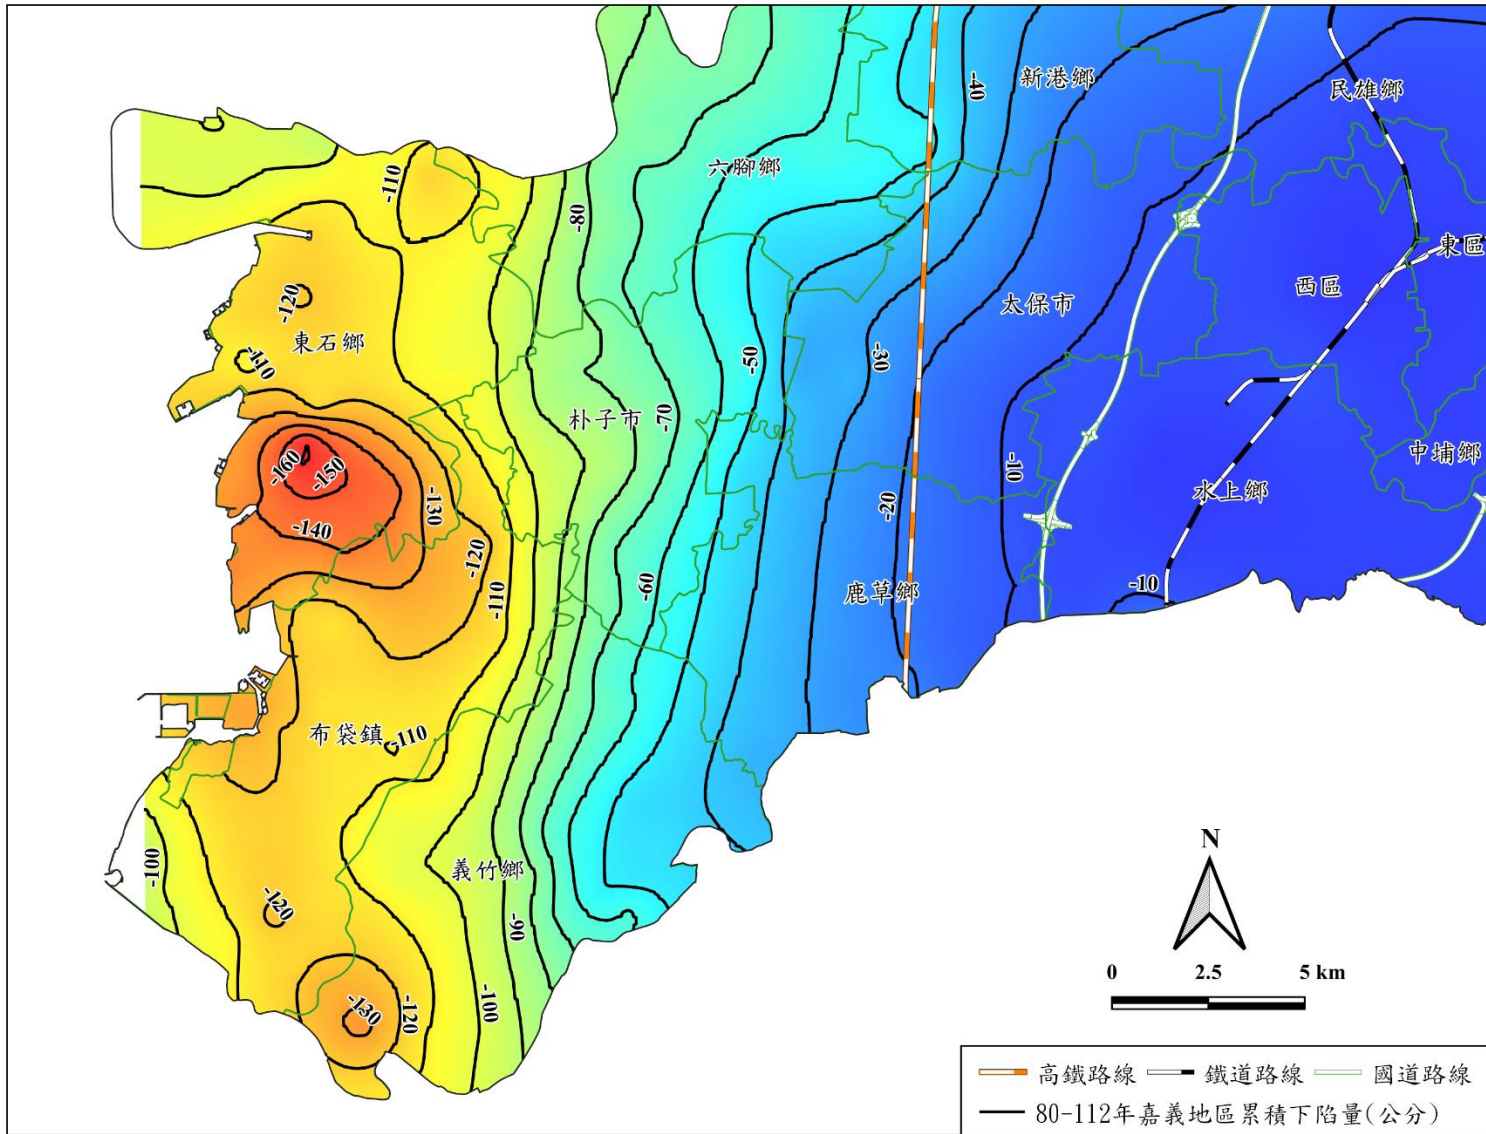 -40
新港鄉
民雄鄉
-110
六腳鄉
-80
東區
西區
-120
太保市
東石鄉
-110
-50
-30
朴子市
-70
-160
-150
-10
中埔鄉
-130
水上鄉
-140
-20
-120
-60
-110
鹿草鄉
-10
布袋鎮
-110
-100
義竹鄉
N
-120
-90
0 2.5 5 km
-130
-120
-100
高鐵路線 鐵道路線 國道路線
80-112年嘉義地區累積下陷量(公分)